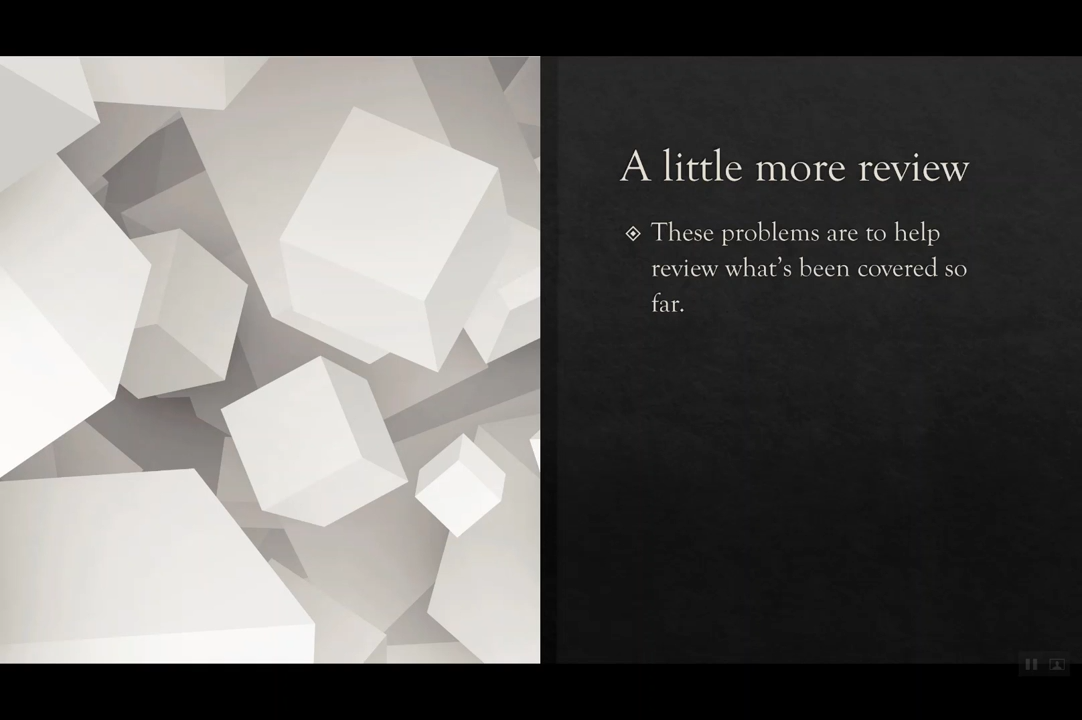 A little more review
These problems are to help
review what's been covered so
far.